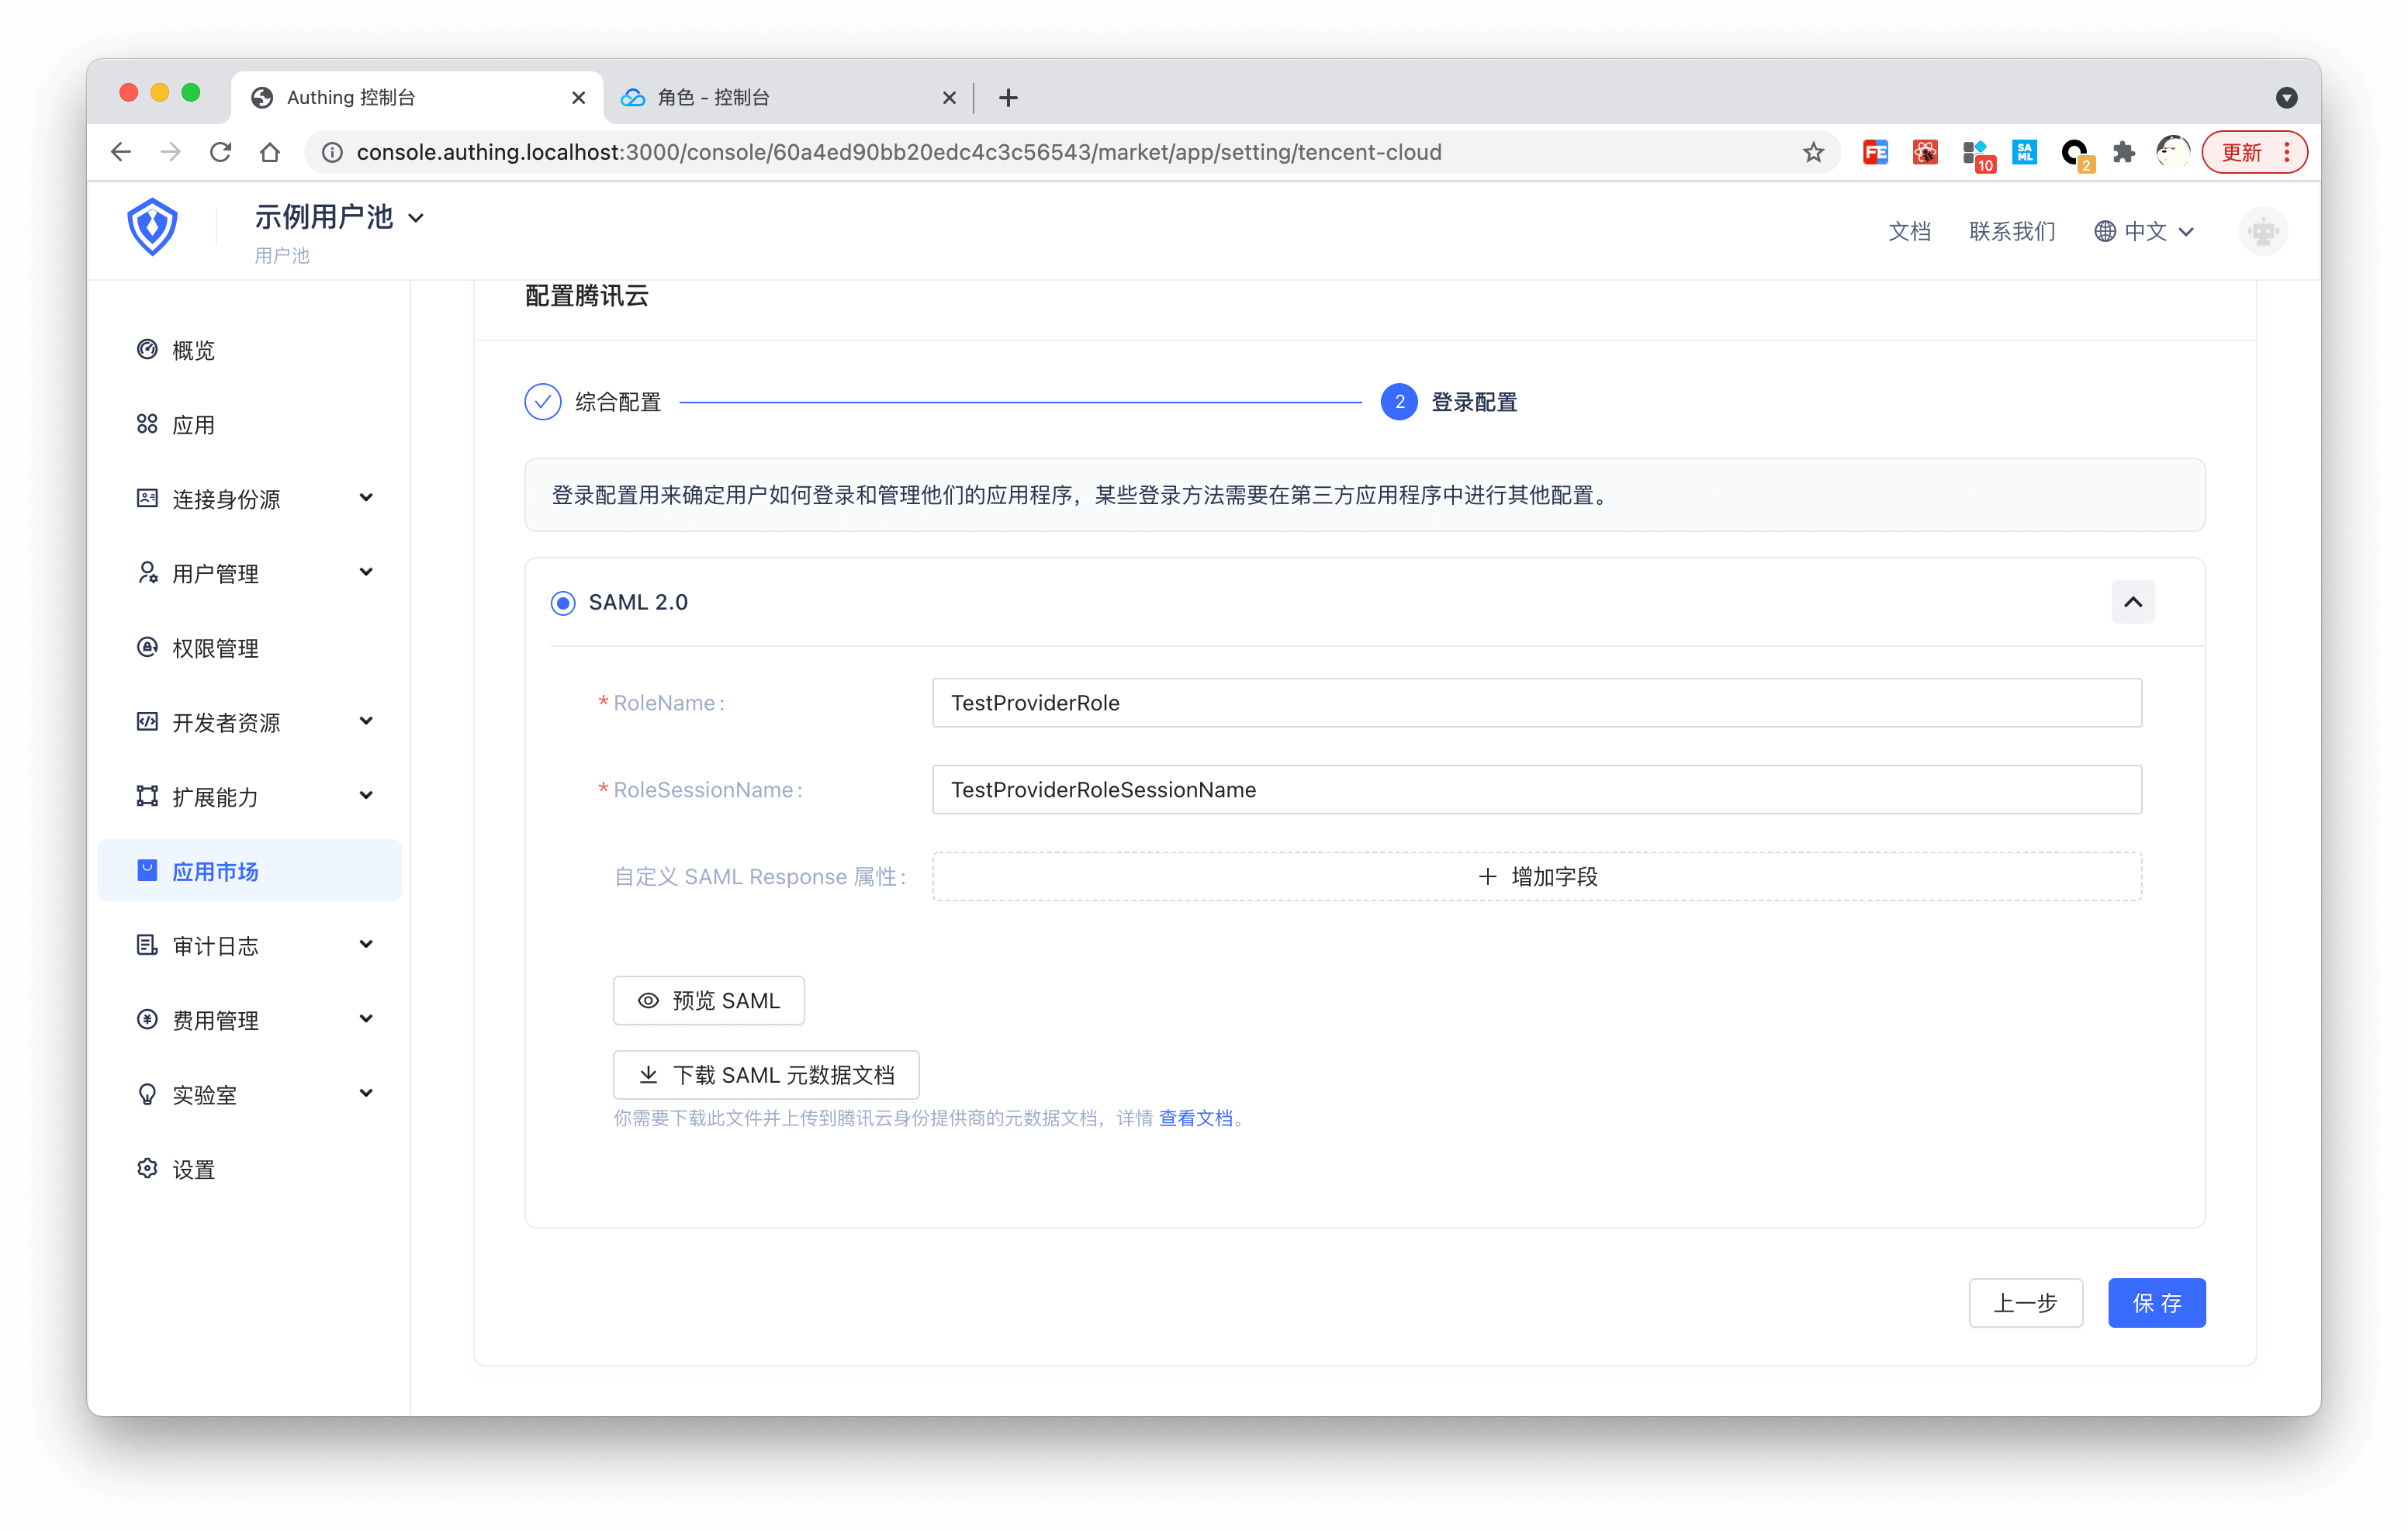 Authing 控制台
角色 - 控制台
console.authing.localhost:3000/console/60a4ed90bb20edc4c3c56543/market/app/setting/tencent-cloud
FE
10
SA
ML
2
更新
示例用户池
用户池
文档
联系我们
中文
概览
应用
连接身份源
用户管理
权限管理
开发者资源
扩展能力
应用市场
审计日志
费用管理
实验室
设置
配置腾讯云
综合配置
2 登录配置
登录配置用来确定用户如何登录和管理他们的应用程序，某些登录方法需要在第三方应用程序中进行其他配置。
SAML 2.0
* RoleName: TestProviderRole
* RoleSessionName: TestProviderRoleSessionName
自定义 SAML Response 属性: + 增加字段
预览 SAML
下载 SAML 元数据文档
你需要下载此文件并上传到腾讯云身份提供商的元数据文档，详情 查看文档。
上一步 保 存